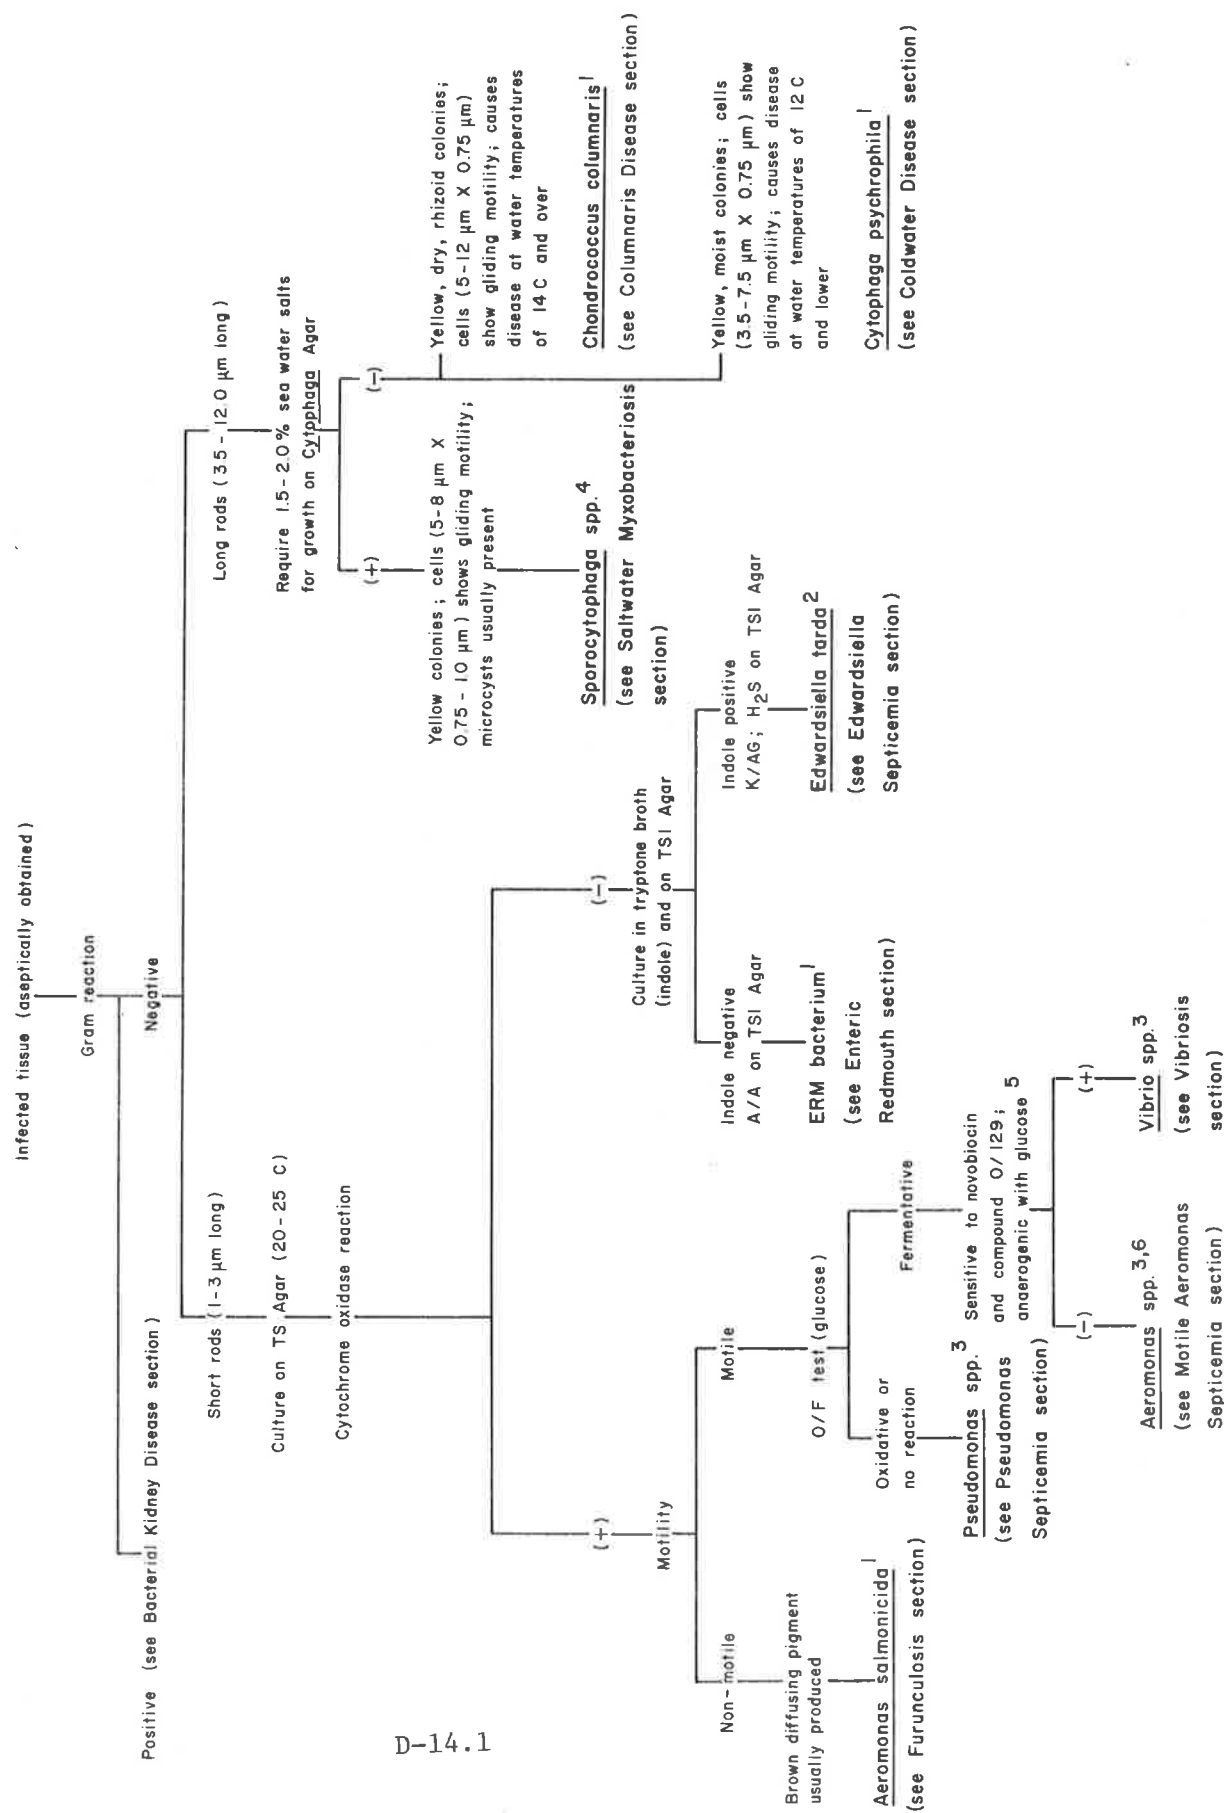 Infected tissue (aseptically obtained)
Gram reaction
Positive (see Bacterial Kidney Disease section)
Negative
Short rods (1-3 µm long)
Culture on TS Agar (20-25 C)
Cytochrome oxidase reaction
(+)
Motility
Non-motile
Brown diffusing pigment
usually produced
Aeromonas salmonicida¹
(see Furunculosis section)
Motile
O/F test (glucose)
Oxidative or
no reaction
Pseudomonas spp.³
(see Pseudomonas
Septicemia section)
Fermentative
Sensitive to novobiocin
and compound O/129;
anaerogenic with glucose⁵
(-)
Aeromonas spp.³,⁶
(see Motile Aeromonas
Septicemia section)
(+)
Vibrio spp.³
(see Vibriosis
section)
(-)
Culture in tryptone broth
(indole) and on TSI Agar
Indole negative
A/A on TSI Agar
ERM bacterium¹
(see Enteric
Redmouth section)
Indole positive
K/AG; H₂S on TSI Agar
Edwardsiella tarda²
(see Edwardsiella
Septicemia section)
Long rods (3.5-12.0 µm long)
Require 1.5-2.0% sea water salts
for growth on Cytophaga Agar
(+)
Yellow colonies; cells (5-8 µm X
0.75-1.0 µm) shows gliding motility;
microcysts usually present
Sporocytophaga spp.⁴
(see Saltwater Myxobacteriosis
section)
(-)
Yellow, dry, rhizoid colonies;
cells (5-12 µm X 0.75 µm)
show gliding motility; causes
disease at water temperatures
of 14 C and over
Chondrococcus columnaris¹
(see Columnaris Disease section)
Yellow, moist colonies; cells
(3.5-7.5 µm X 0.75 µm) show
gliding motility; causes disease
at water temperatures of 12 C
and lower
Cytophaga psychrophila¹
(see Coldwater Disease section)
D-14.1